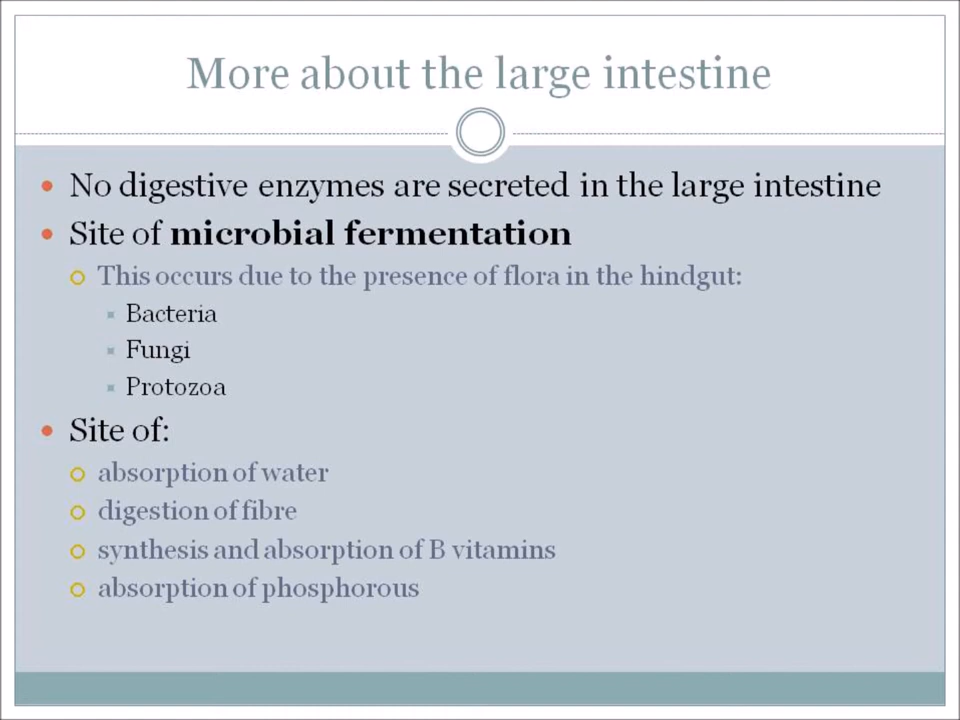 More about the large intestine
No digestive enzymes are secreted in the large intestine
Site of microbial fermentation
This occurs due to the presence of flora in the hindgut:
Bacteria
Fungi
Protozoa
Site of:
absorption of water
digestion of fibre
synthesis and absorption of B vitamins
absorption of phosphorous